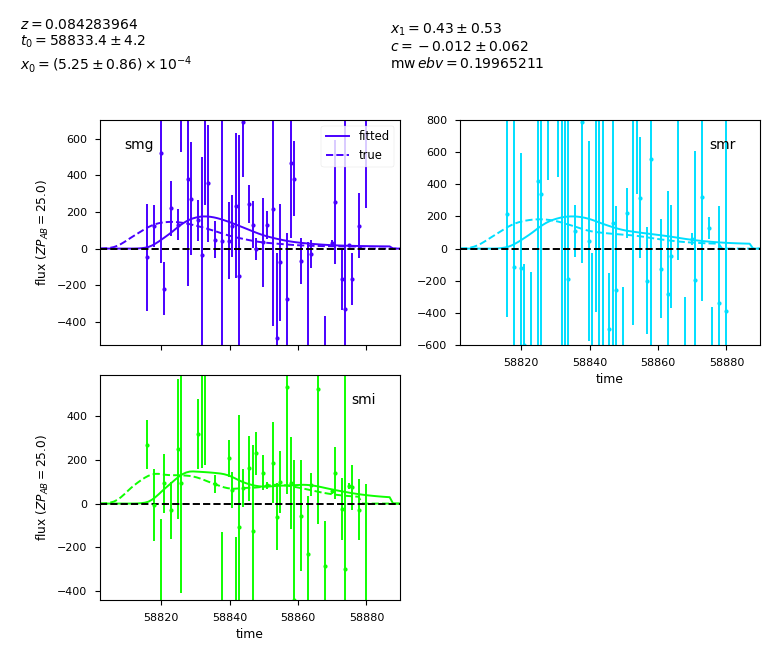 z = 0.084283964
t₀ = 58833.4 ± 4.2
x₀ = (5.25 ± 0.86) × 10⁻⁴
x₁ = 0.43 ± 0.53
c = −0.012 ± 0.062
mw ebv = 0.19965211
smg
fitted
true
600
400
200
0
−200
−400
flux (ZP_AB = 25.0)
smr
800
600
400
200
0
−200
−400
−600
58820 58840 58860 58880
time
smi
400
200
0
−200
−400
flux (ZP_AB = 25.0)
58820 58840 58860 58880
time